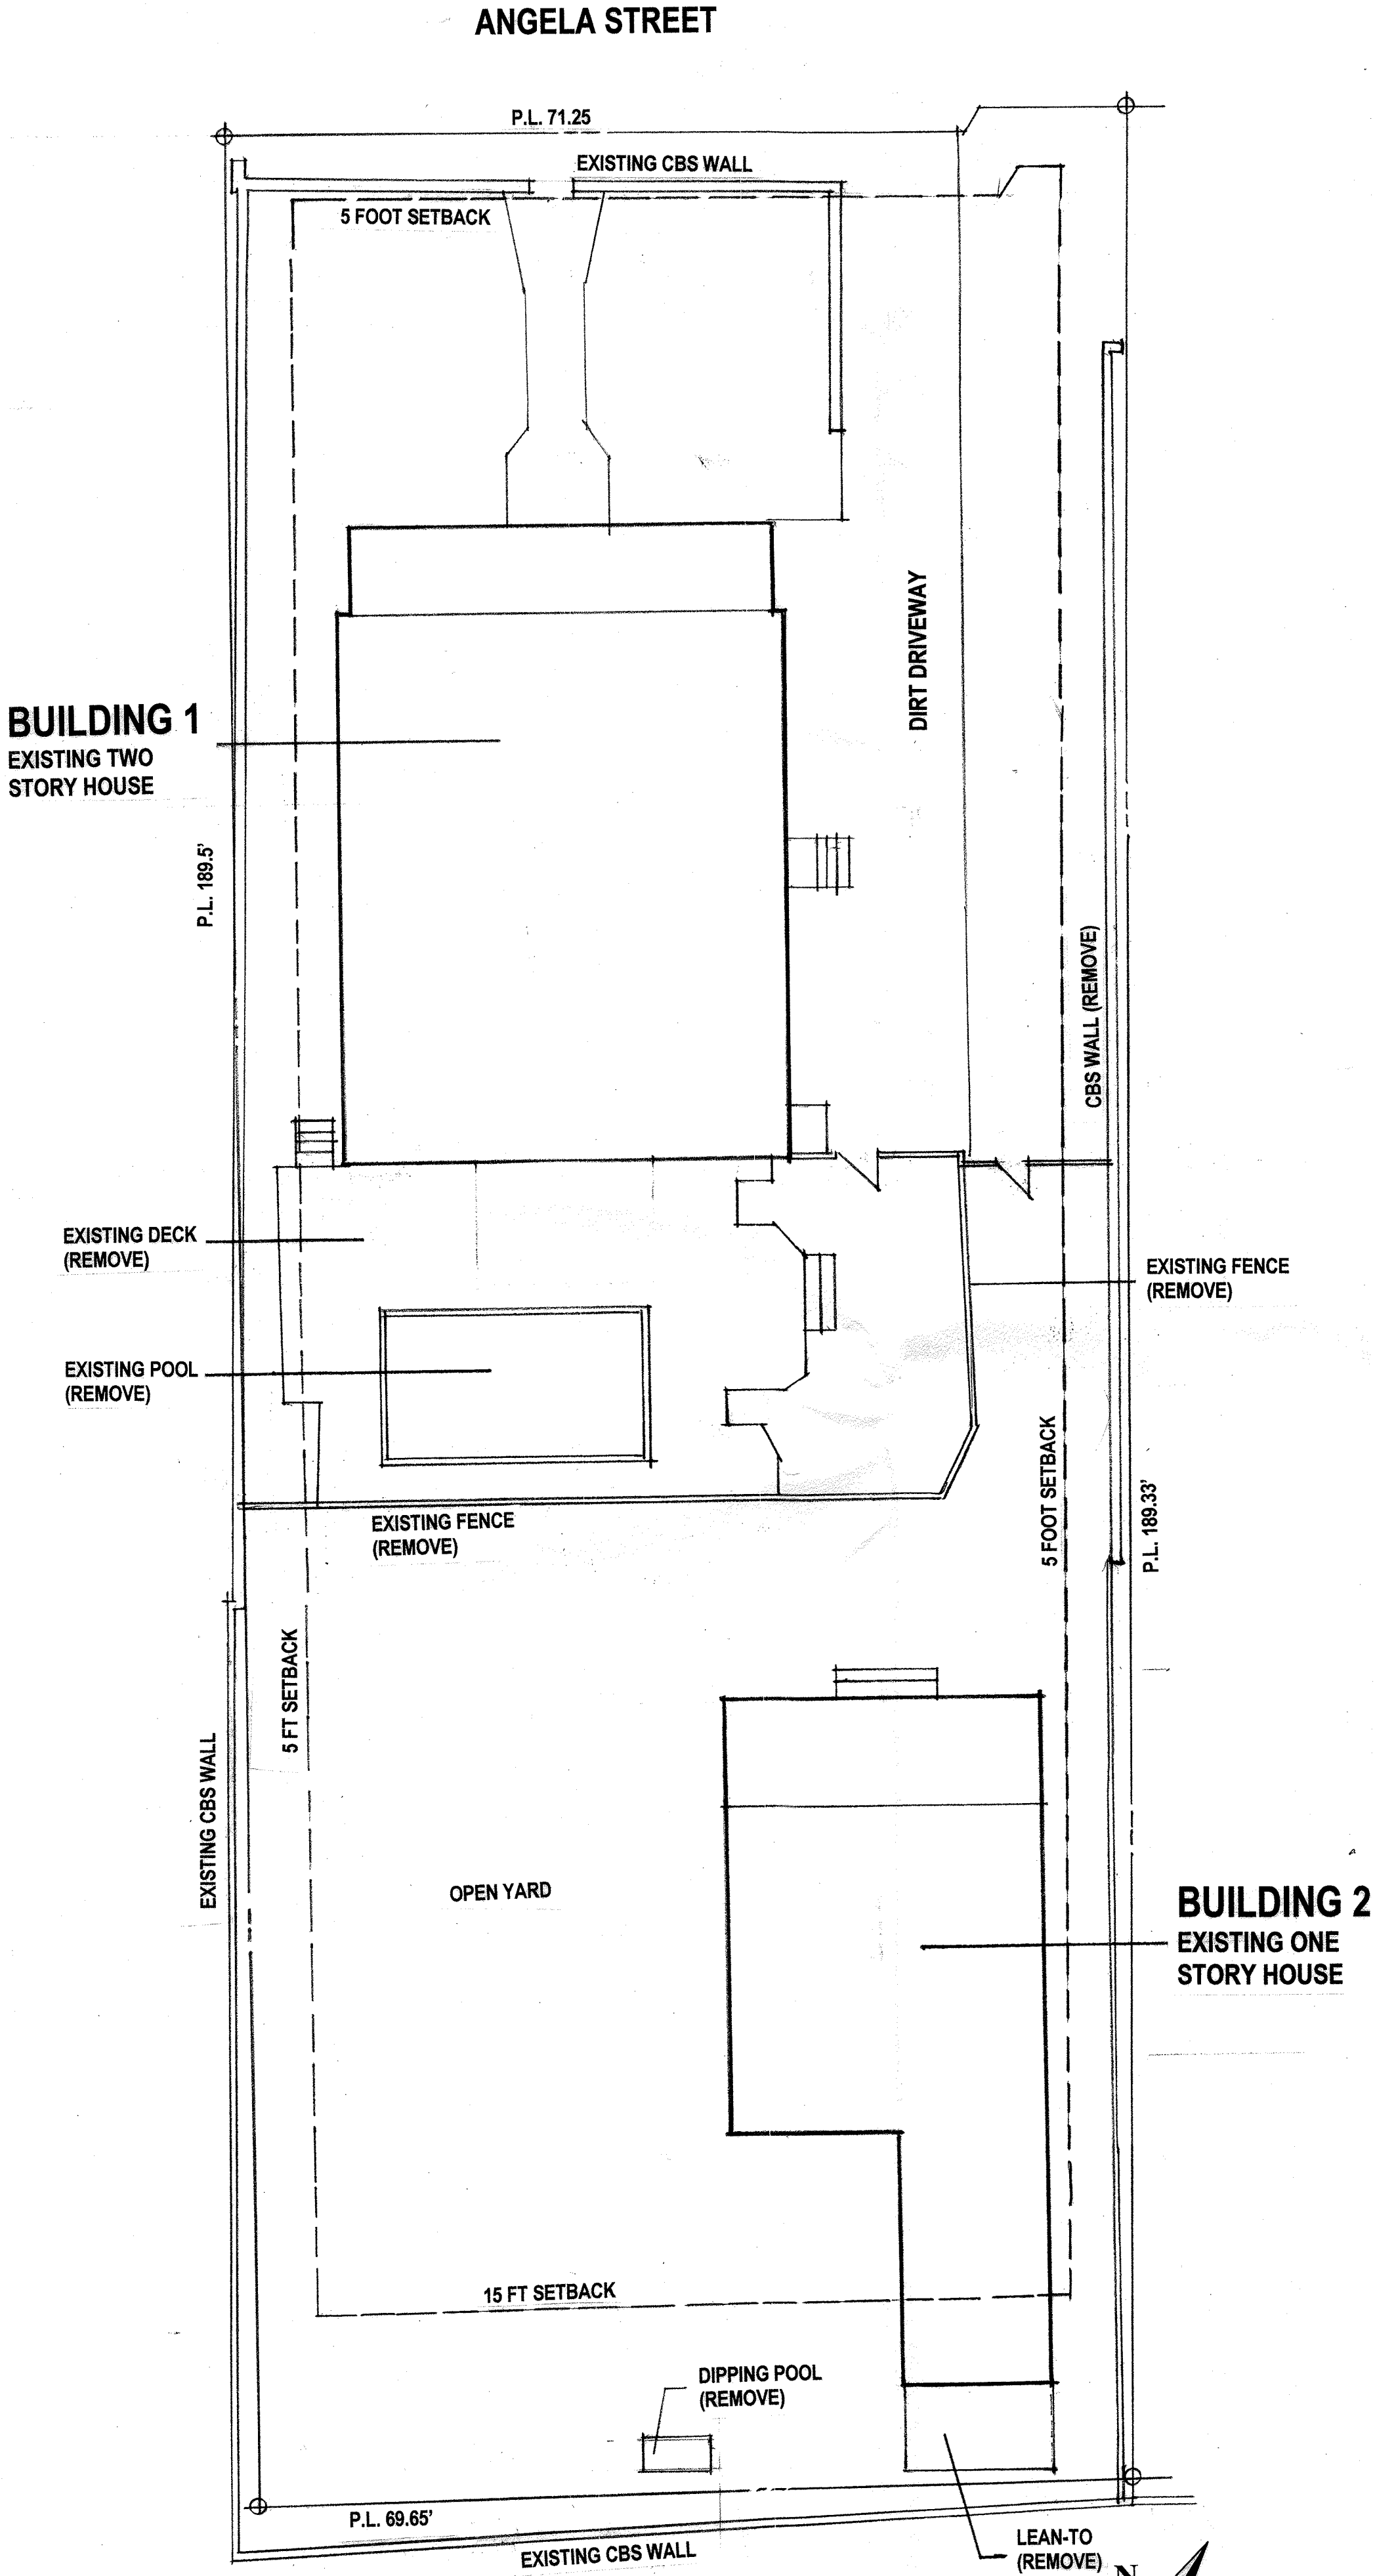 ANGELA STREET
P.L. 71.25
EXISTING CBS WALL
5 FOOT SETBACK
DIRT DRIVEWAY
BUILDING 1
EXISTING TWO
STORY HOUSE
P.L. 189.5'
CBS WALL (REMOVE)
EXISTING DECK
(REMOVE)
EXISTING FENCE
(REMOVE)
EXISTING POOL
(REMOVE)
5 FOOT SETBACK
P.L. 189.33'
EXISTING FENCE
(REMOVE)
5 FT SETBACK
EXISTING CBS WALL
OPEN YARD
BUILDING 2
EXISTING ONE
STORY HOUSE
15 FT SETBACK
DIPPING POOL
(REMOVE)
P.L. 69.65'
EXISTING CBS WALL
LEAN-TO
(REMOVE)
N